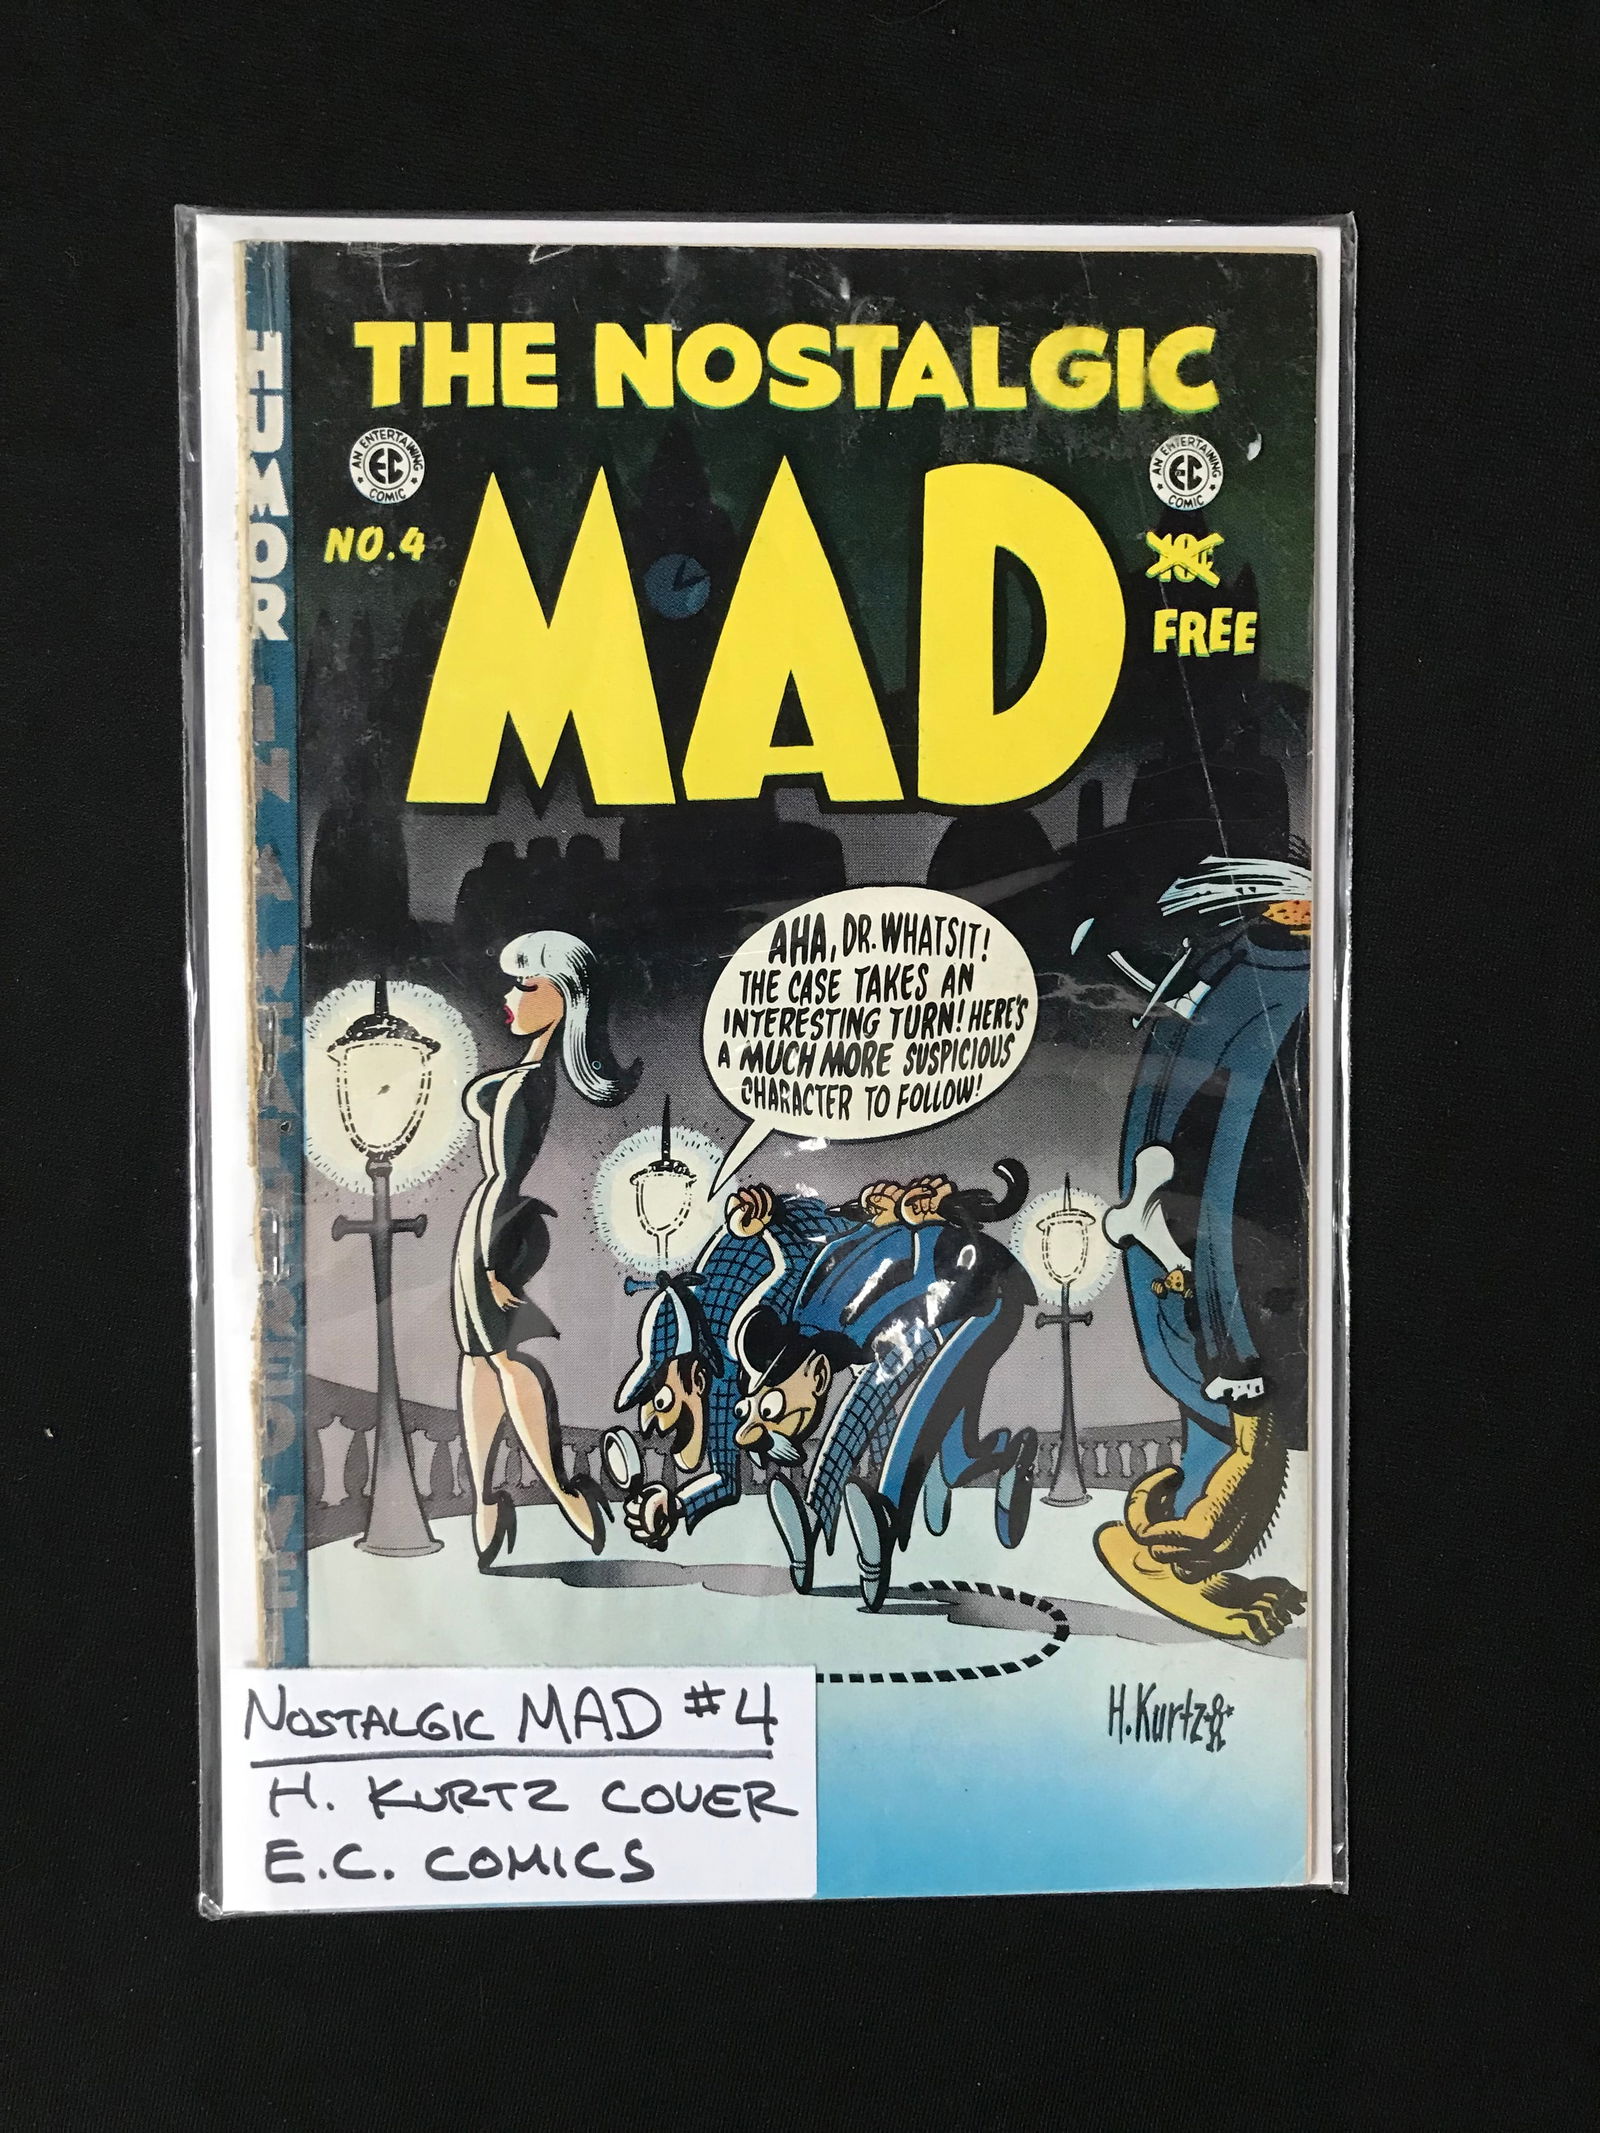 THE NOSTALGIC
AN ENTERTAINING
EC
COMIC
AN ENTERTAINING
EC
COMIC
MAD
NO.4
10¢
FREE
HUMOR IN A
AHA, DR. WHATSIT!
THE CASE TAKES AN
INTERESTING TURN! HERE'S
A MUCH MORE SUSPICIOUS
CHARACTER TO FOLLOW!
H. Kurtz
NOSTALGIC MAD #4
H. KURTZ COVER
E.C. COMICS